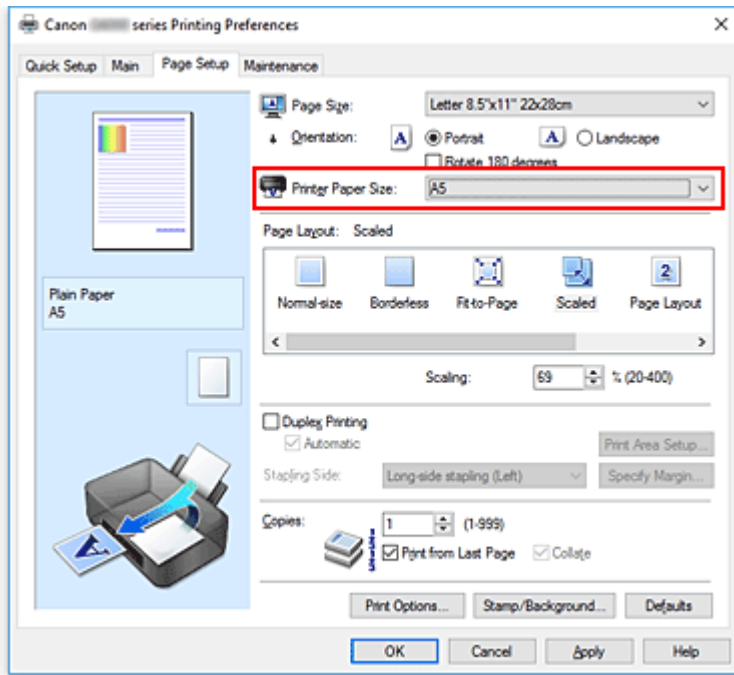 Canon series Printing Preferences
Quick Setup Main Page Setup Maintenance
Page Size: Letter 8.5"x11" 22x28cm
Orientation: A Portrait A Landscape
Rotate 180 degrees
Printer Paper Size: A5
Page Layout: Scaled
2
Normal-size Borderless Fit-to-Page Scaled Page Layout
Plain Paper
A5
Scaling: 69 % (20-400)
Duplex Printing
Automatic
Print Area Setup...
Stapling Side: Long-side stapling (Left) Specify Margin...
Copies: 1 (1-999)
Print from Last Page Collate
A
Print Options... Stamp/Background... Defaults
OK Cancel Apply Help